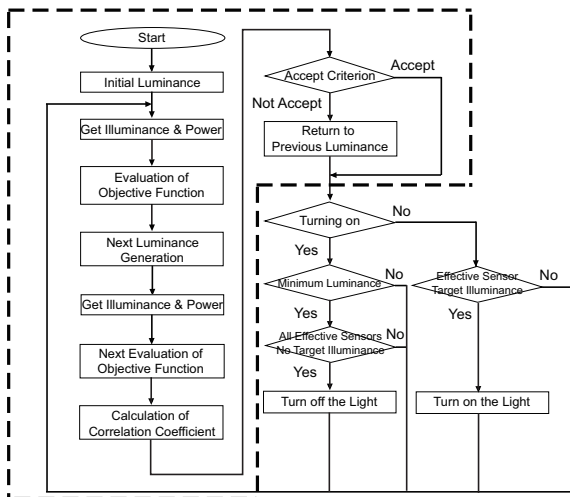 Start
Initial Luminance
Get Illuminance & Power
Evaluation of
Objective Function
Next Luminance
Generation
Get Illuminance & Power
Next Evaluation of
Objective Function
Calculation of
Correlation Coefficient
Accept Criterion
Accept
Not Accept
Return to
Previous Luminance
Turning on
No
Yes
Minimum Luminance
No
Yes
All Effective Sensors
No Target Illuminance
No
Yes
Turn off the Light
Effective Sensor
Target Illuminance
No
Yes
Turn on the Light